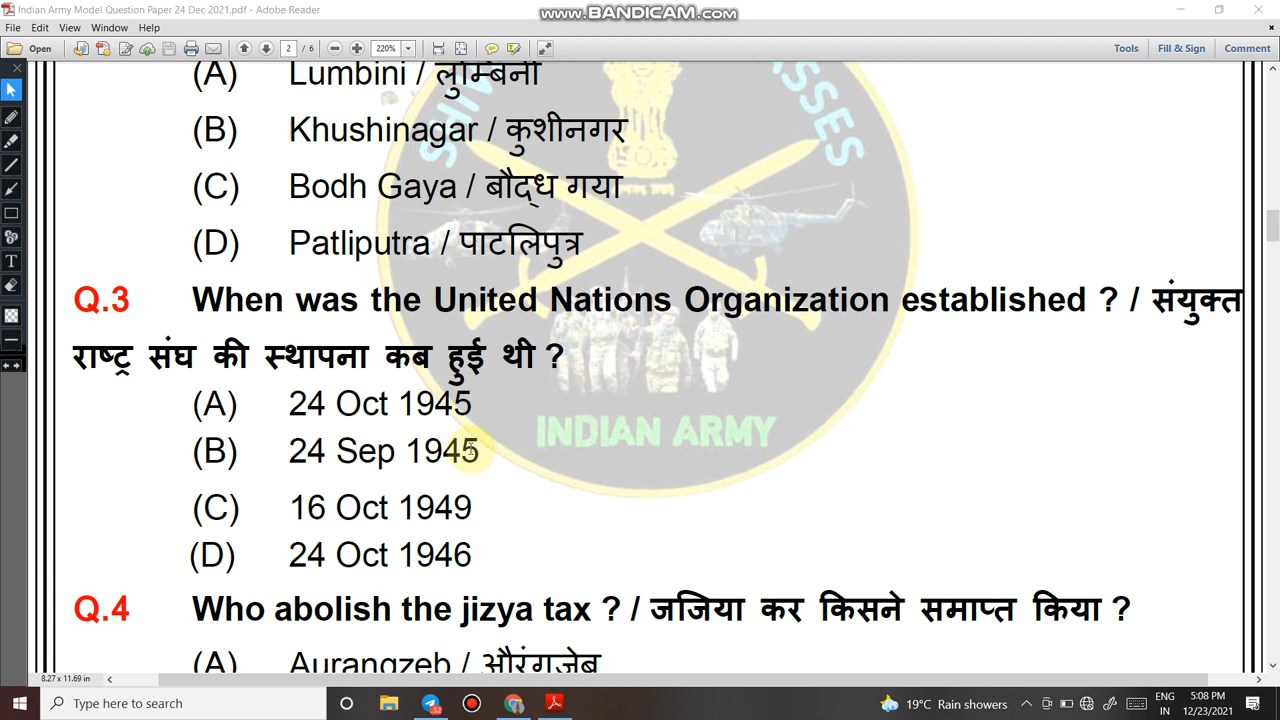 Indian Army Model Question Paper 24 Dec 2021.pdf - Adobe Reader
www.BANDICAM.com
File Edit View Window Help
Open 2 / 6 220% Tools Fill & Sign Comment
(A) Lumbini / लुम्बिनी
(B) Khushinagar / कुशीनगर
(C) Bodh Gaya / बौद्ध गया
(D) Patliputra / पाटलिपुत्र
Q.3 When was the United Nations Organization established ? / संयुक्त
राष्ट्र संघ की स्थापना कब हुई थी ?
(A) 24 Oct 1945
INDIAN ARMY
(B) 24 Sep 1945
(C) 16 Oct 1949
(D) 24 Oct 1946
Q.4 Who abolish the jizya tax ? / जजिया कर किसने समाप्त किया ?
(A) Aurangzeb / औरंगजेब
8.27 x 11.69 in
Type here to search
19°C Rain showers
ENG
IN
5:08 PM
12/23/2021